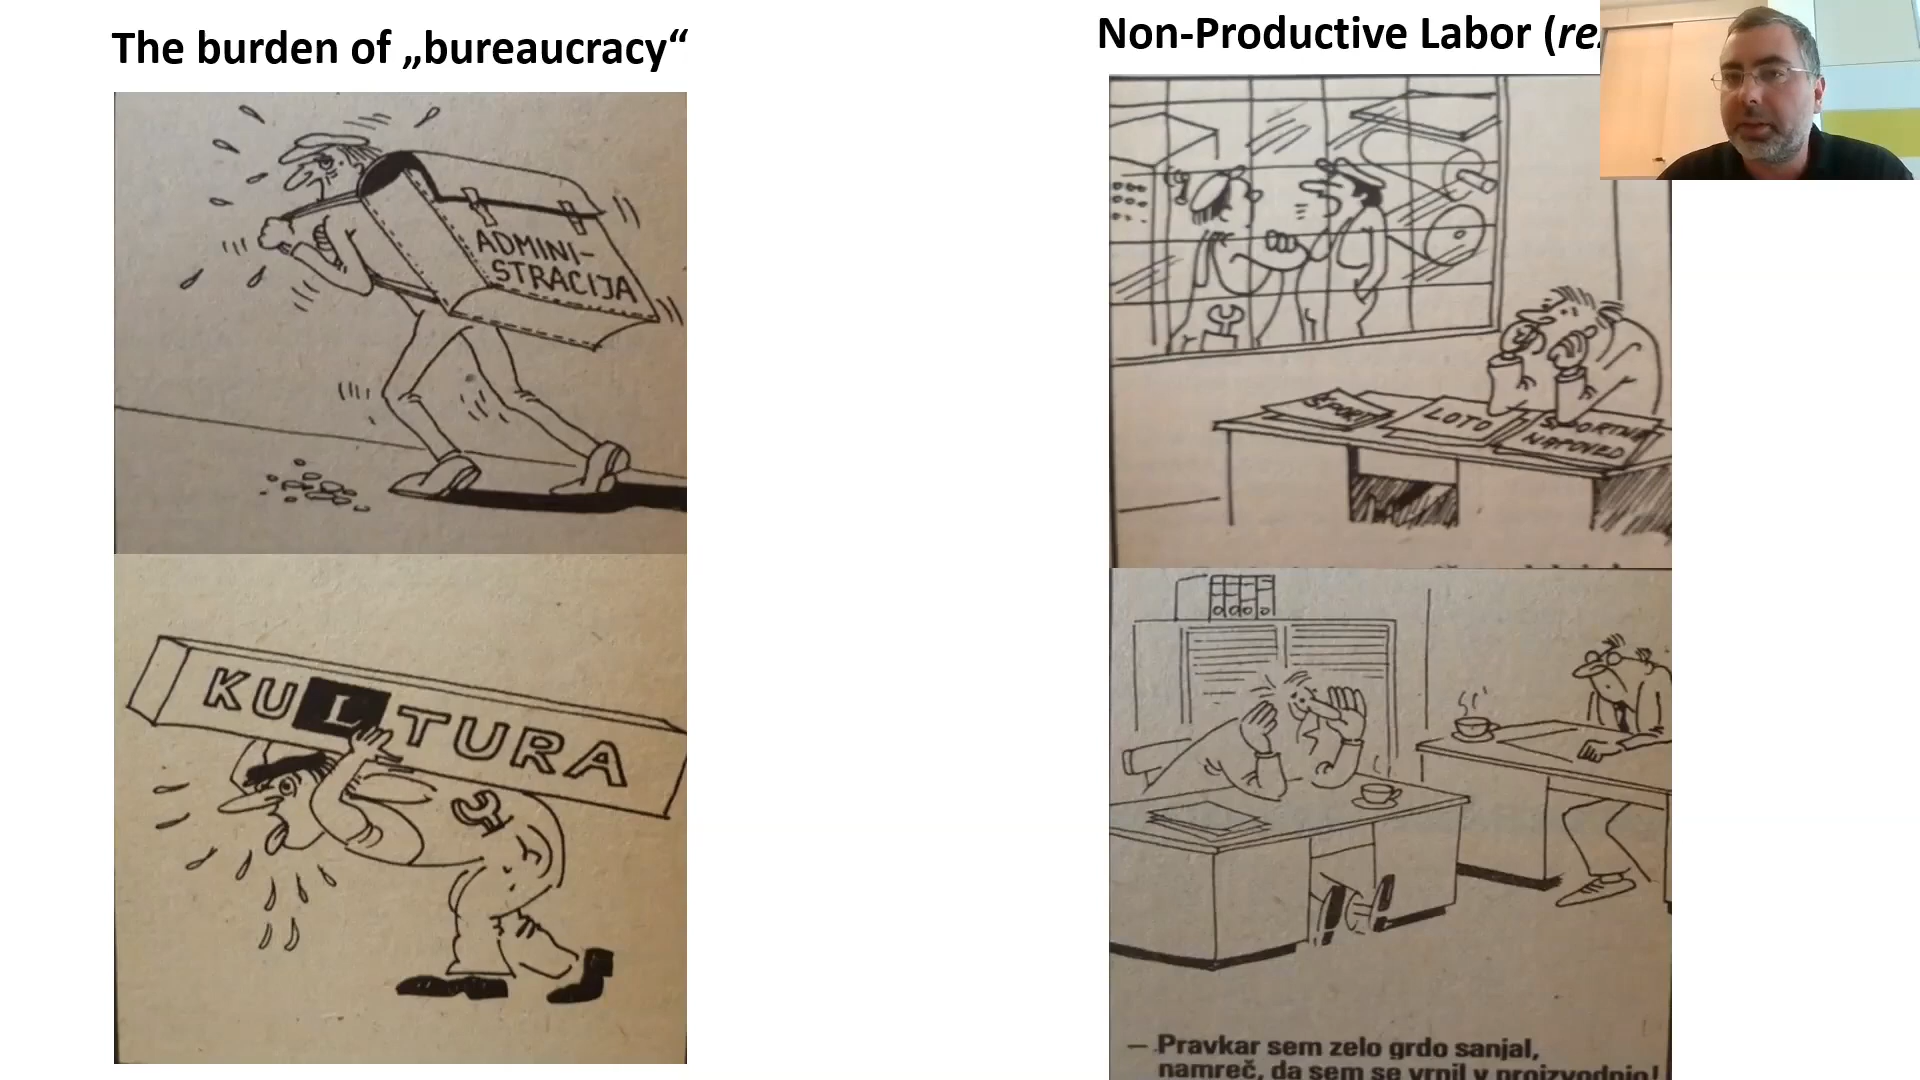 The burden of „bureaucracy“
ADMINI-
STRACIJA
KULTURA
Non-Productive Labor (re
ŠPORT
LOTO
ŠPORTNA
NAPOVED
— Pravkar sem zelo grdo sanjal,
namreč, da sem se vrnil v proizvodnjo!